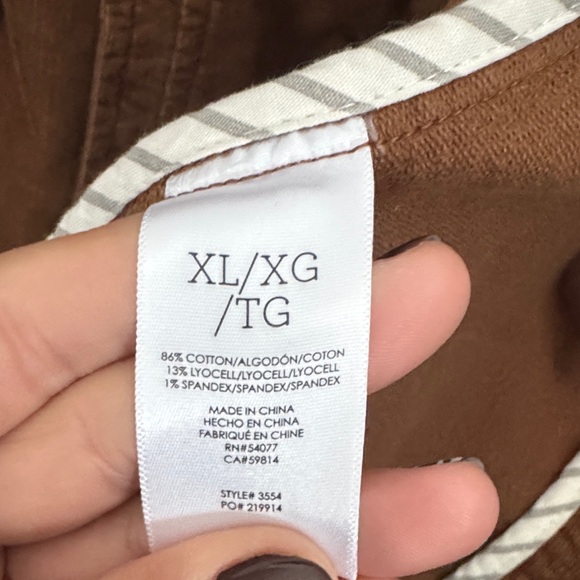 XL/XG
/TG
86% COTTON/ALGODÓN/COTON
13% LYOCELL/LYOCELL/LYOCELL
1% SPANDEX/SPANDEX/SPANDEX
MADE IN CHINA
HECHO EN CHINA
FABRIQUÉ EN CHINE
RN#54077
CA#59814
STYLE# 3554
PO# 219914